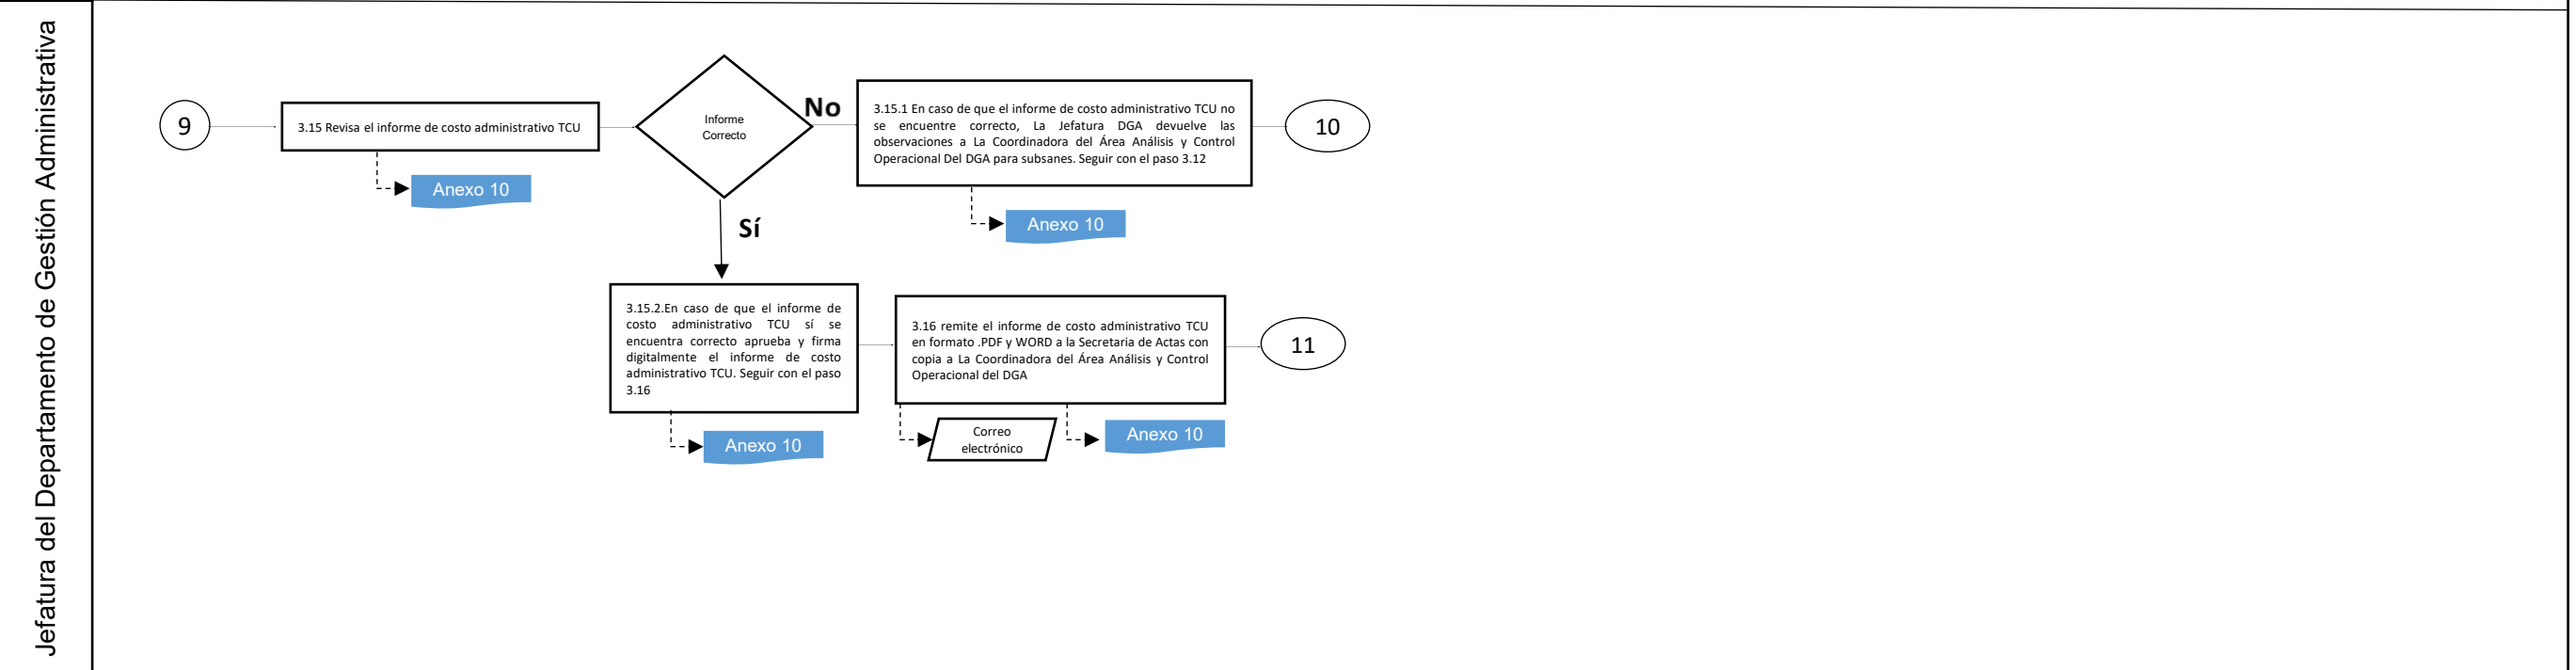 Jefatura del Departamento de Gestión Administrativa
9
3.15 Revisa el informe de costo administrativo TCU
Anexo 10
Informe
Correcto
No
3.15.1 En caso de que el informe de costo administrativo TCU no
se encuentre correcto, La Jefatura DGA devuelve las
observaciones a La Coordinadora del Área Análisis y Control
Operacional Del DGA para subsanes. Seguir con el paso 3.12
Anexo 10
10
Sí
3.15.2.En caso de que el informe de
costo administrativo TCU sí se
encuentra correcto aprueba y firma
digitalmente el informe de costo
administrativo TCU. Seguir con el paso
3.16
Anexo 10
3.16 remite el informe de costo administrativo TCU
en formato .PDF y WORD a la Secretaria de Actas con
copia a La Coordinadora del Área Análisis y Control
Operacional del DGA
Correo
electrónico
Anexo 10
11